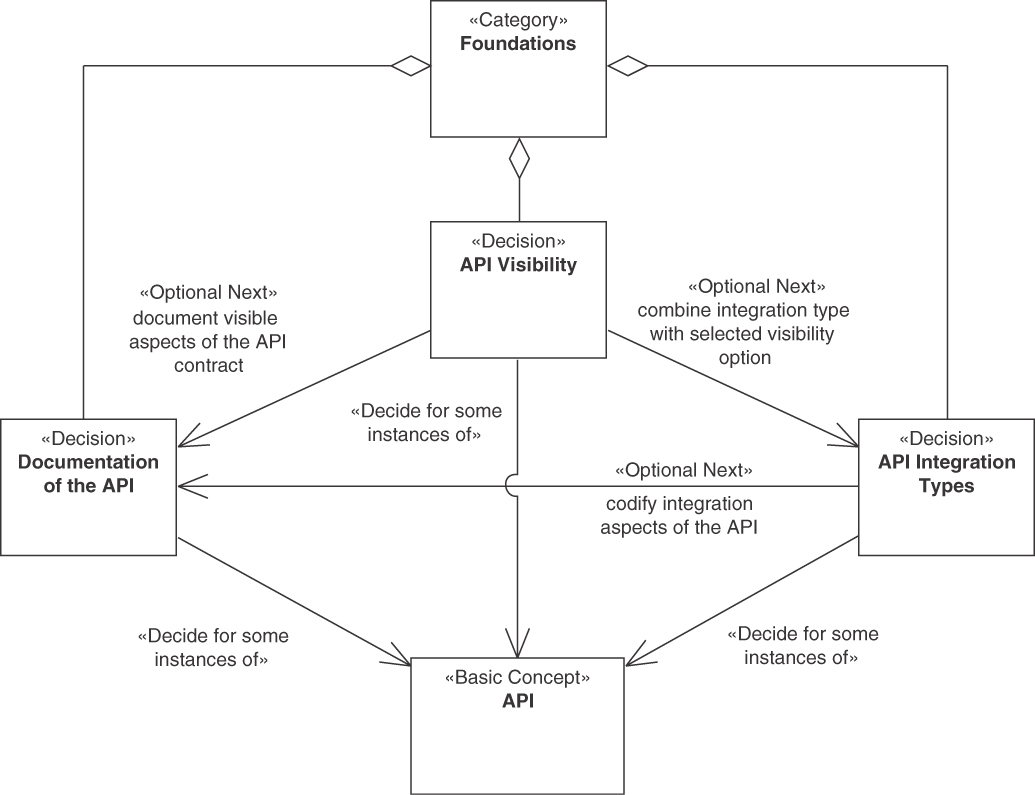 «Category»
Foundations
«Decision»
API Visibility
«Optional Next»
document visible
aspects of the API
contract
«Optional Next»
combine integration type
with selected visibility
option
«Decide for some
instances of»
«Decision»
Documentation
of the API
«Decision»
API Integration
Types
«Optional Next»
codify integration
aspects of the API
«Decide for some
instances of»
«Decide for some
instances of»
«Basic Concept»
API